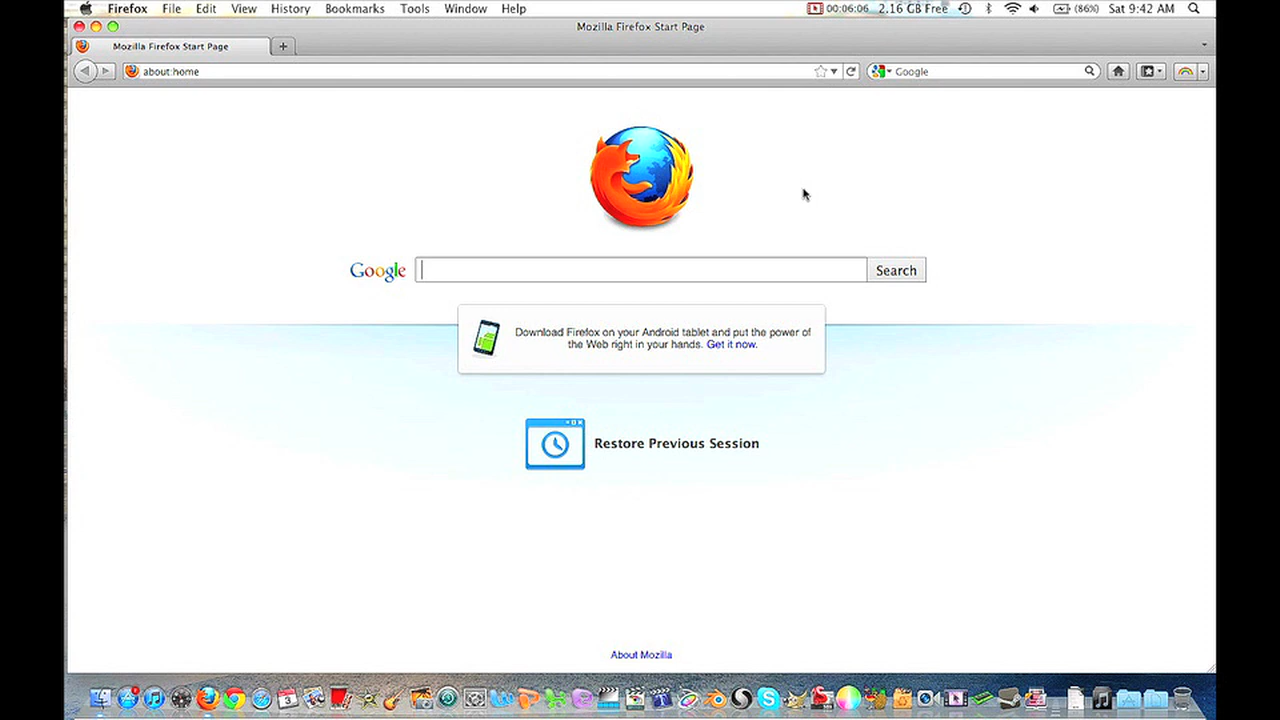 Firefox File Edit View History Bookmarks Tools Window Help 00:06:06 2.16 GB Free (86%) Sat 9:42 AM
Mozilla Firefox Start Page
Mozilla Firefox Start Page
about:home Google
Google Search
Download Firefox on your Android tablet and put the power of
the Web right in your hands. Get it now.
Restore Previous Session
About Mozilla